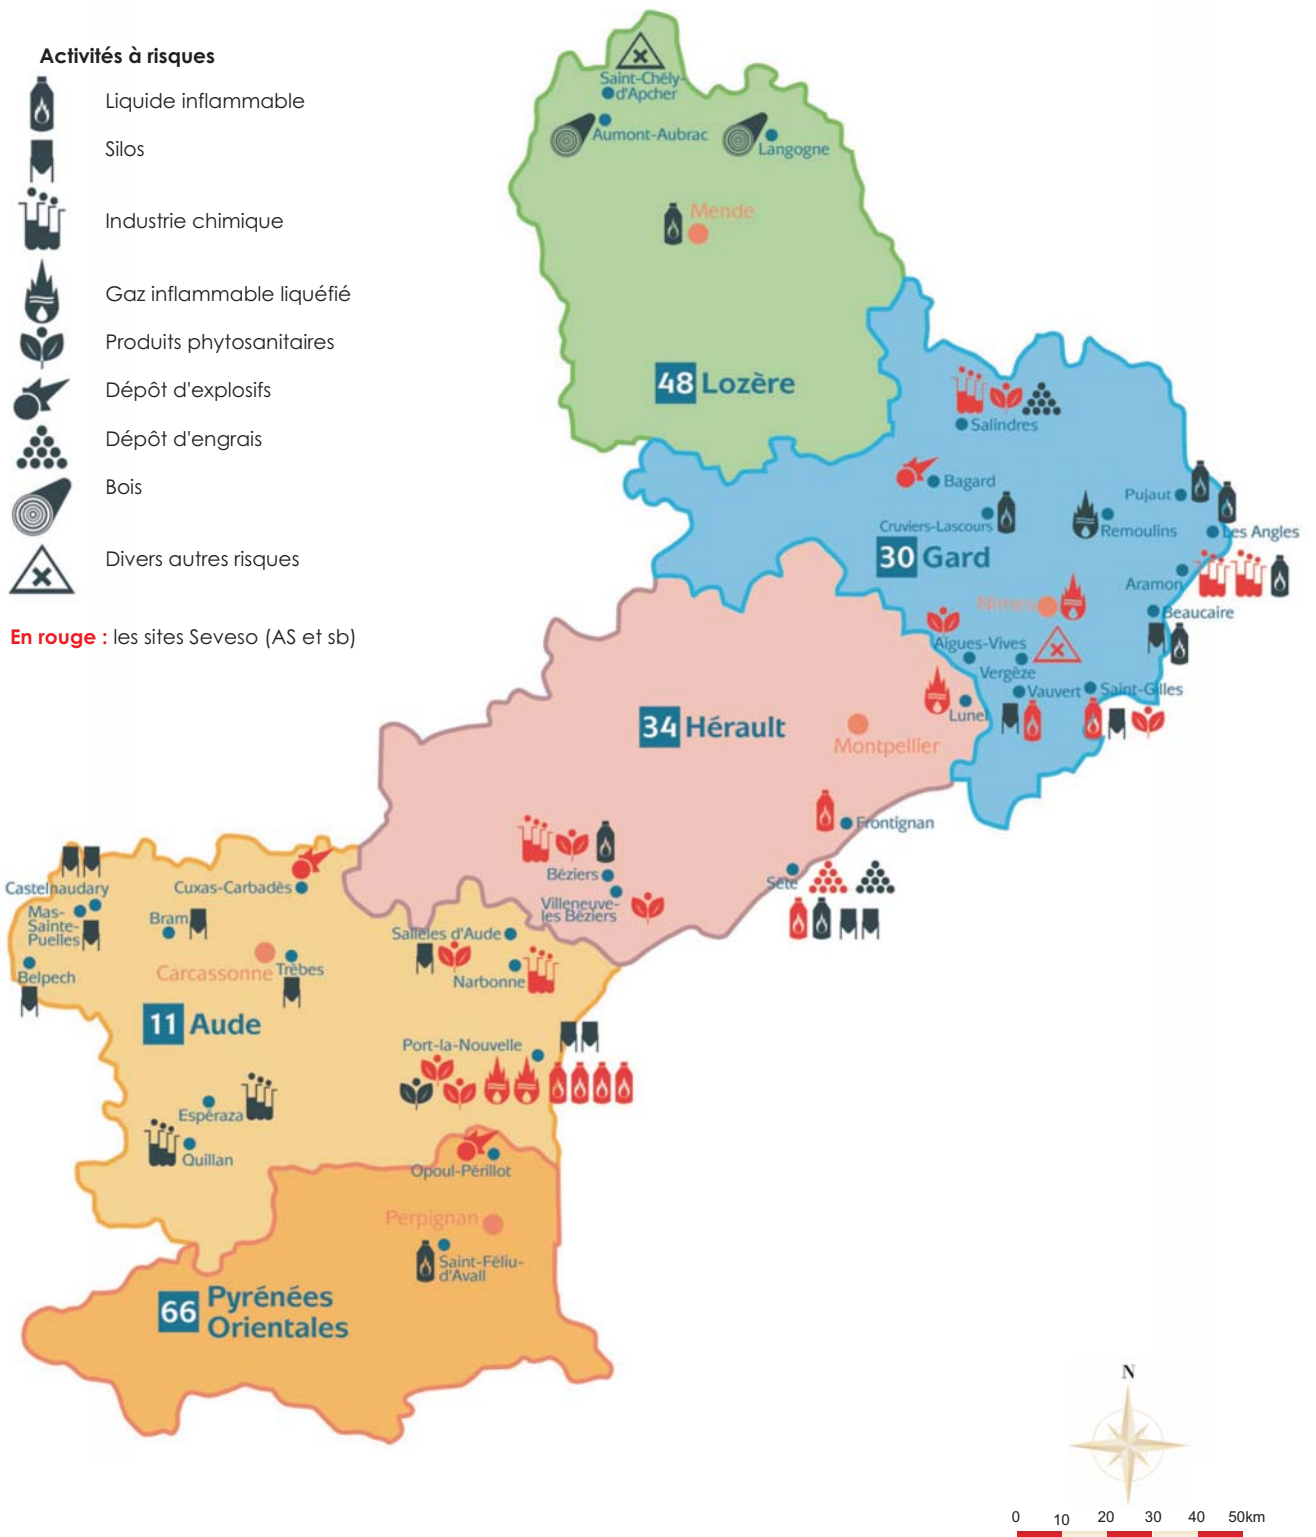 Activités à risques
Liquide inflammable
Silos
Industrie chimique
Gaz inflammable liquéfié
Produits phytosanitaires
Dépôt d'explosifs
Dépôt d'engrais
Bois
Divers autres risques
En rouge : les sites Seveso (AS et sb)
Saint-Chély-
d'Apcher
Aumont-Aubrac
Langogne
Mende
48 Lozère
Salindres
Bagard
Cruviers-Lascours
Pujaut
Remoulins
Les Angles
30 Gard
Aramon
Nîmes
Beaucaire
Aigues-Vives
Vergèze
Vauvert
Saint-Gilles
Lunel
34 Hérault
Montpellier
Frontignan
Béziers
Sète
Villeneuve-
les Béziers
Castelnaudary
Cuxas-Carbadès
Mas-
Sainte-
Puelles
Bram
Salleles d'Aude
Carcassonne
Trèbes
Belpech
Narbonne
11 Aude
Port-la-Nouvelle
Espéraza
Quillan
Opoul-Périllot
Perpignan
Saint-Féliu-
d'Avall
66 Pyrénées
Orientales
N
0 10 20 30 40 50km